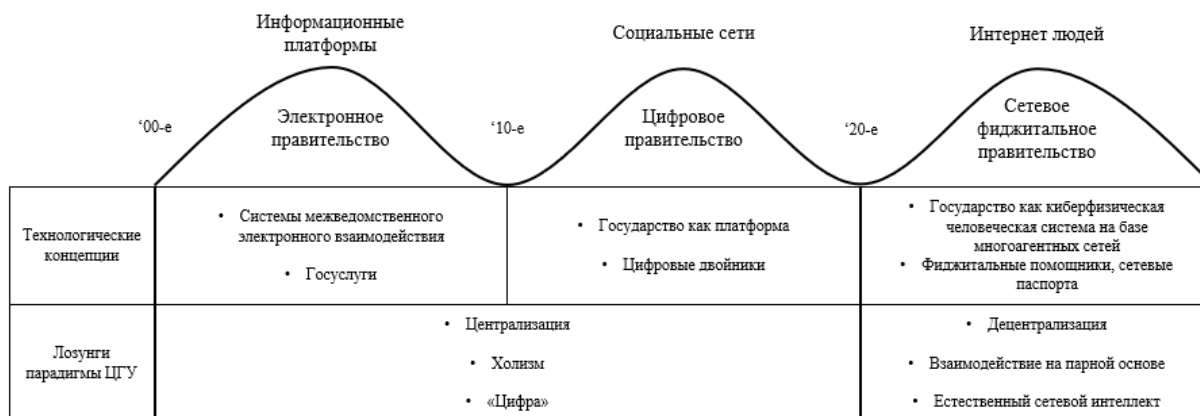 Информационные
платформы
Социальные сети
Интернет людей
‘00-е
Электронное
правительство
‘10-е
Цифровое
правительство
‘20-е
Сетевое
фиджитальное
правительство
Технологические
концепции
• Системы межведомственного
электронного взаимодействия
• Госуслуги
• Государство как платформа
• Цифровые двойники
• Государство как киберфизическая
человеческая система на базе
многоагентных сетей
• Фиджитальные помощники, сетевые
паспорта
Лозунги
парадигмы ЦГУ
• Централизация
• Холизм
• «Цифра»
• Децентрализация
• Взаимодействие на парной основе
• Естественный сетевой интеллект